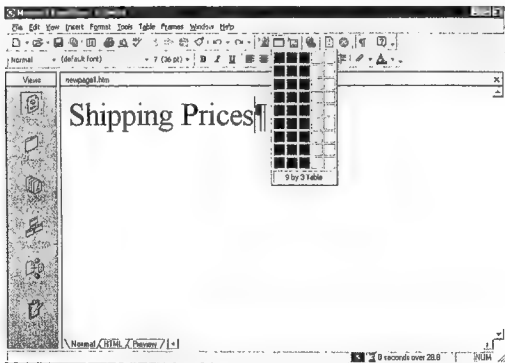 File Edit View Insert Format Tools Table Frames Window Help
Normal (default font) 7 (36 pt) B I U
Views newpage1.htm
Shipping Prices¶
9 by 3 Table
Normal HTML Preview
0 seconds over 28.8 NUM